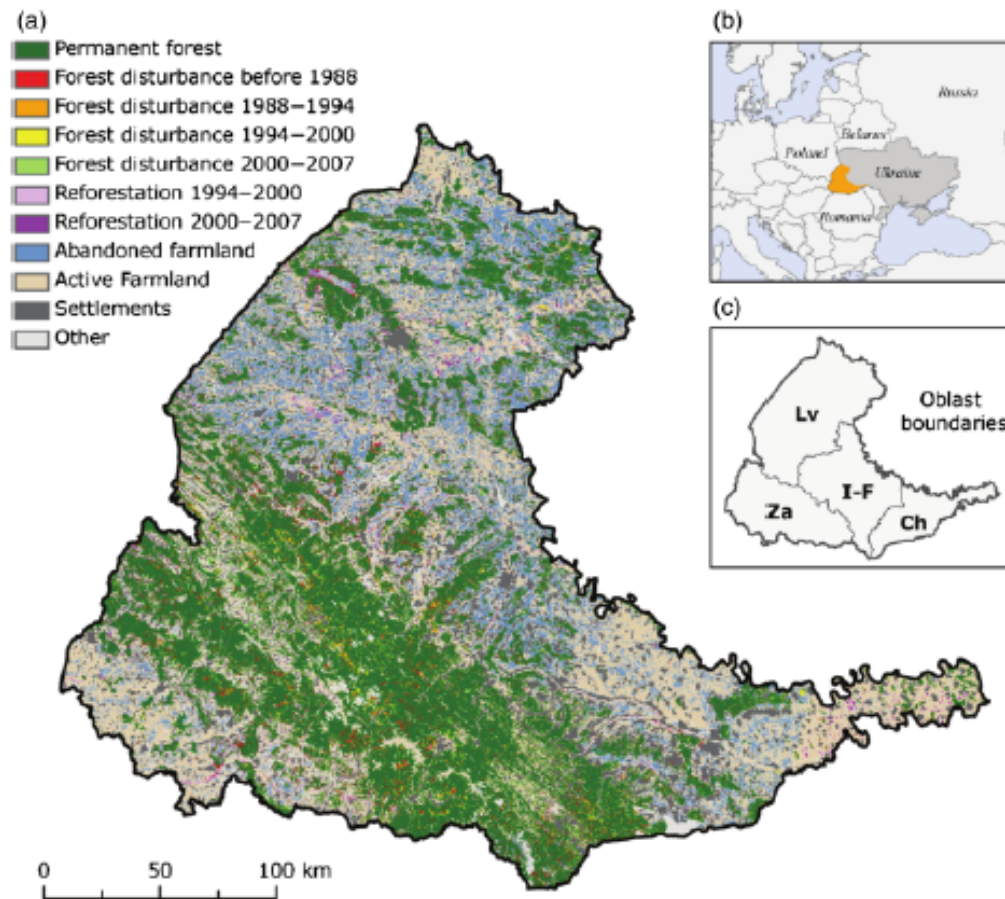 (a)
Permanent forest
Forest disturbance before 1988
Forest disturbance 1988–1994
Forest disturbance 1994–2000
Forest disturbance 2000–2007
Reforestation 1994–2000
Reforestation 2000–2007
Abandoned farmland
Active Farmland
Settlements
Other
0 50 100 km
(b)
Russia
Belarus
Poland
Ukraine
Romania
(c)
Lv
Oblast
boundaries
I-F
Za
Ch